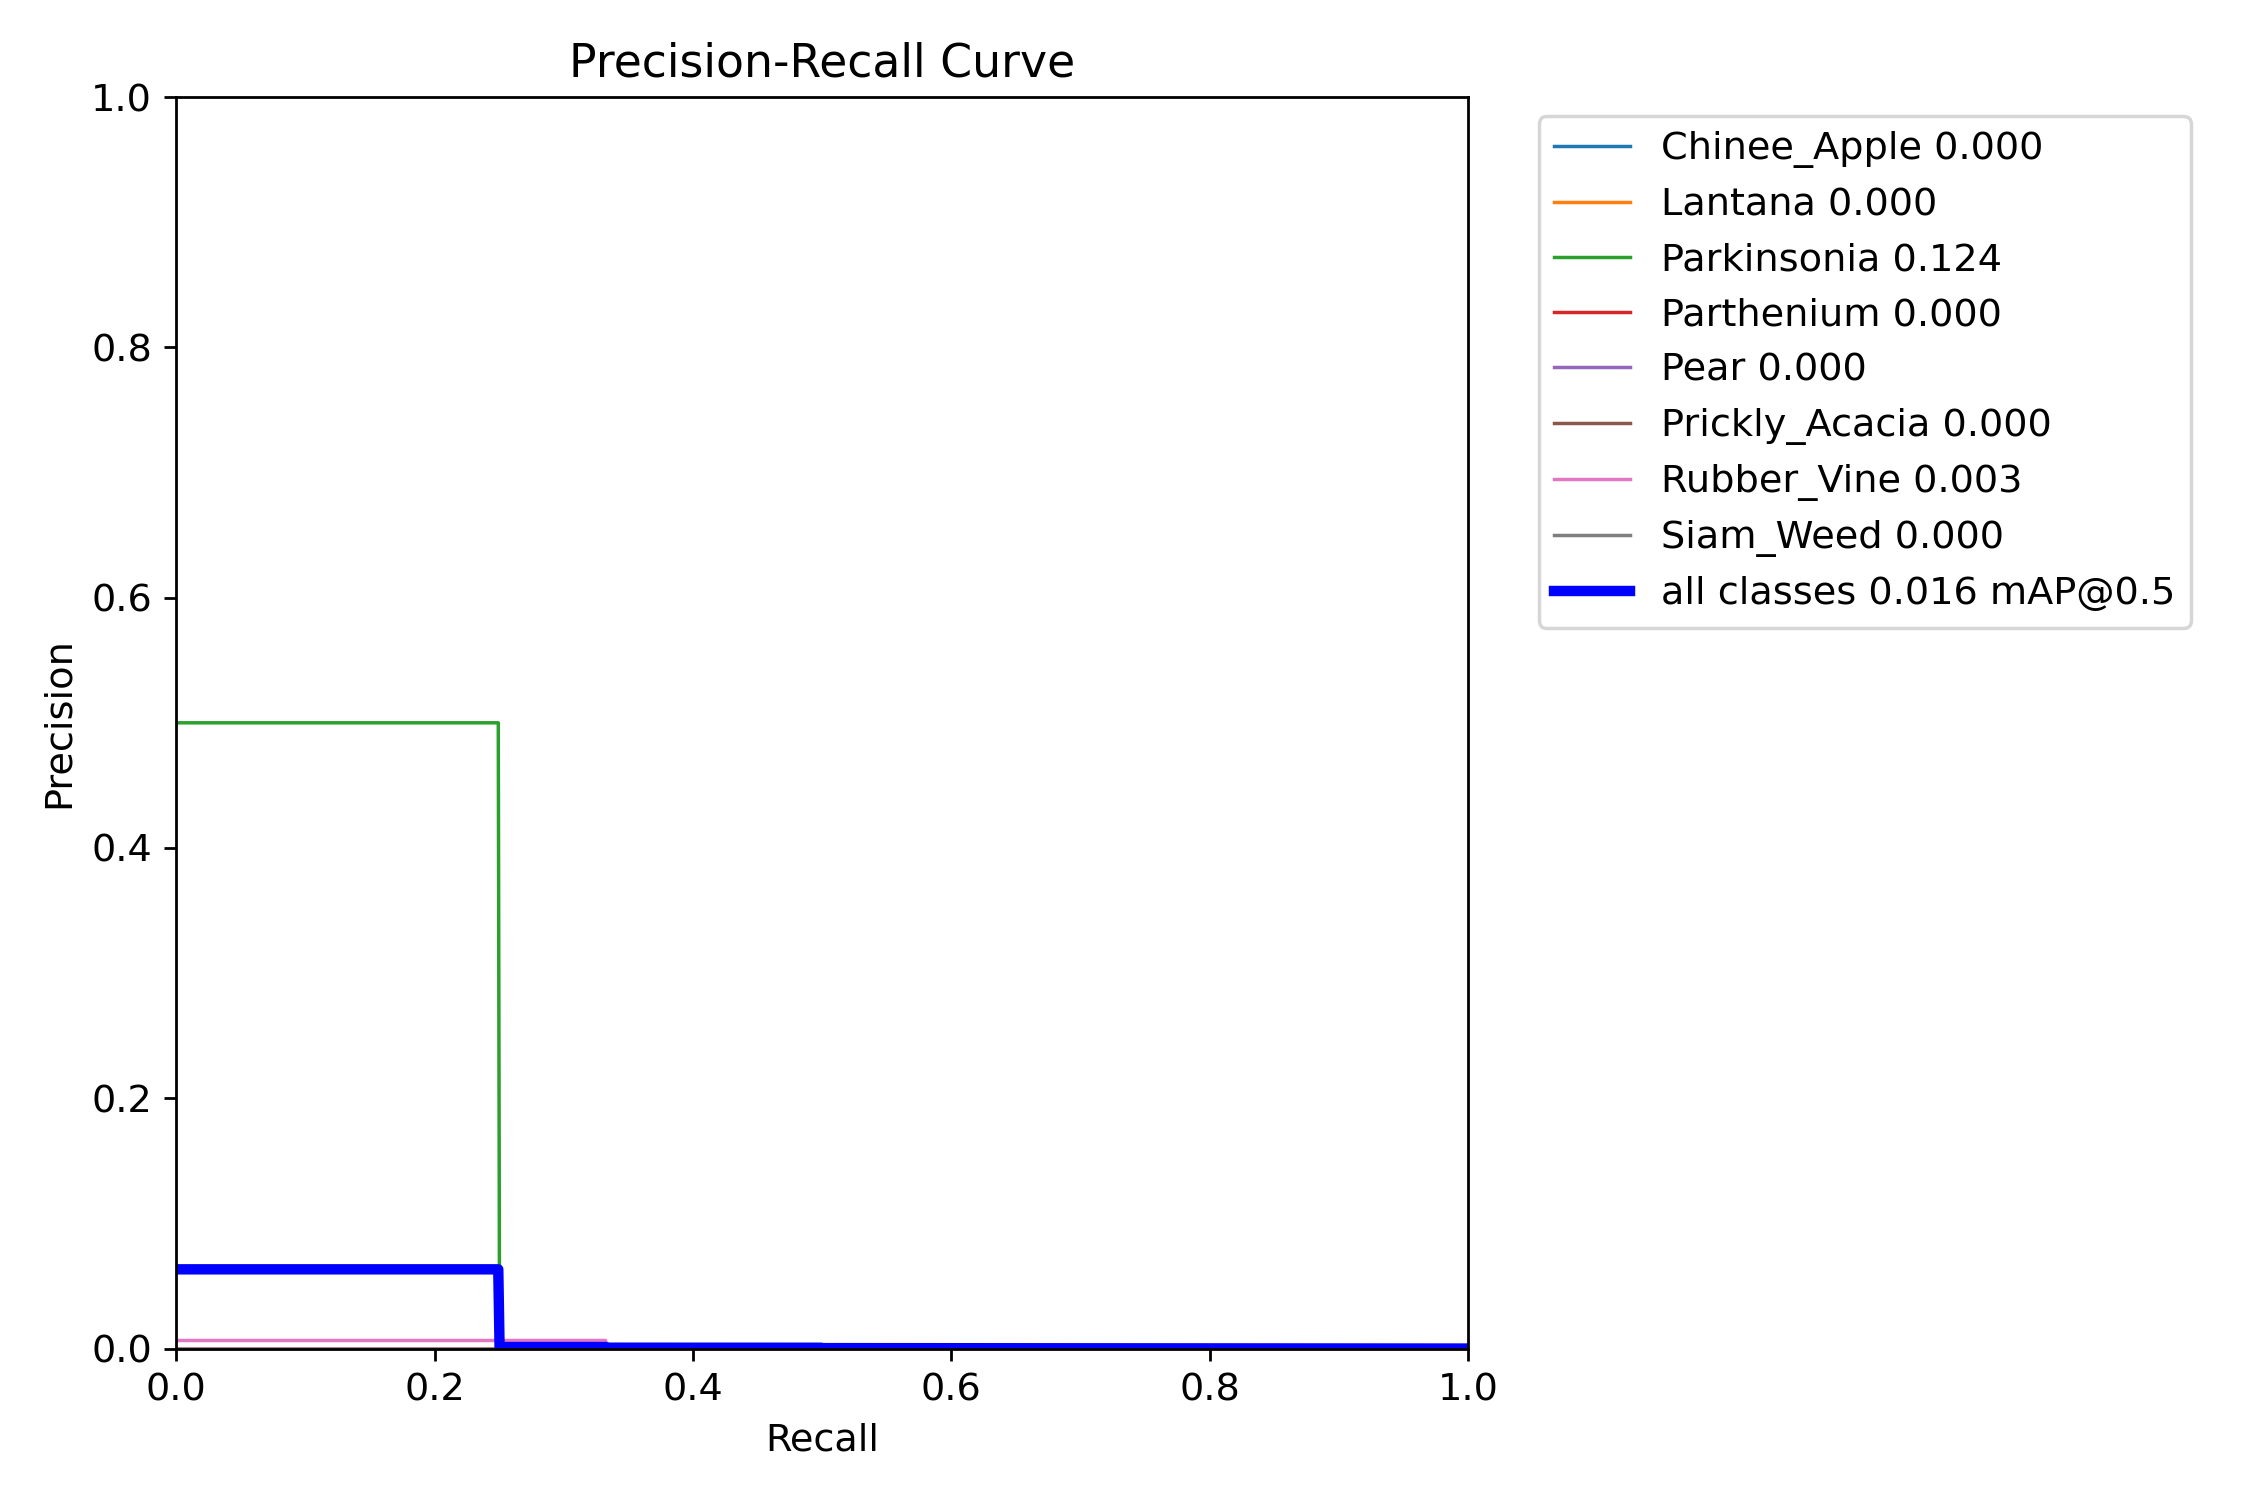 Precision-Recall Curve
1.0
0.8
0.6
0.4
0.2
0.0
Precision
0.0 0.2 0.4 0.6 0.8 1.0
Recall
Chinee_Apple 0.000
Lantana 0.000
Parkinsonia 0.124
Parthenium 0.000
Pear 0.000
Prickly_Acacia 0.000
Rubber_Vine 0.003
Siam_Weed 0.000
all classes 0.016 mAP@0.5